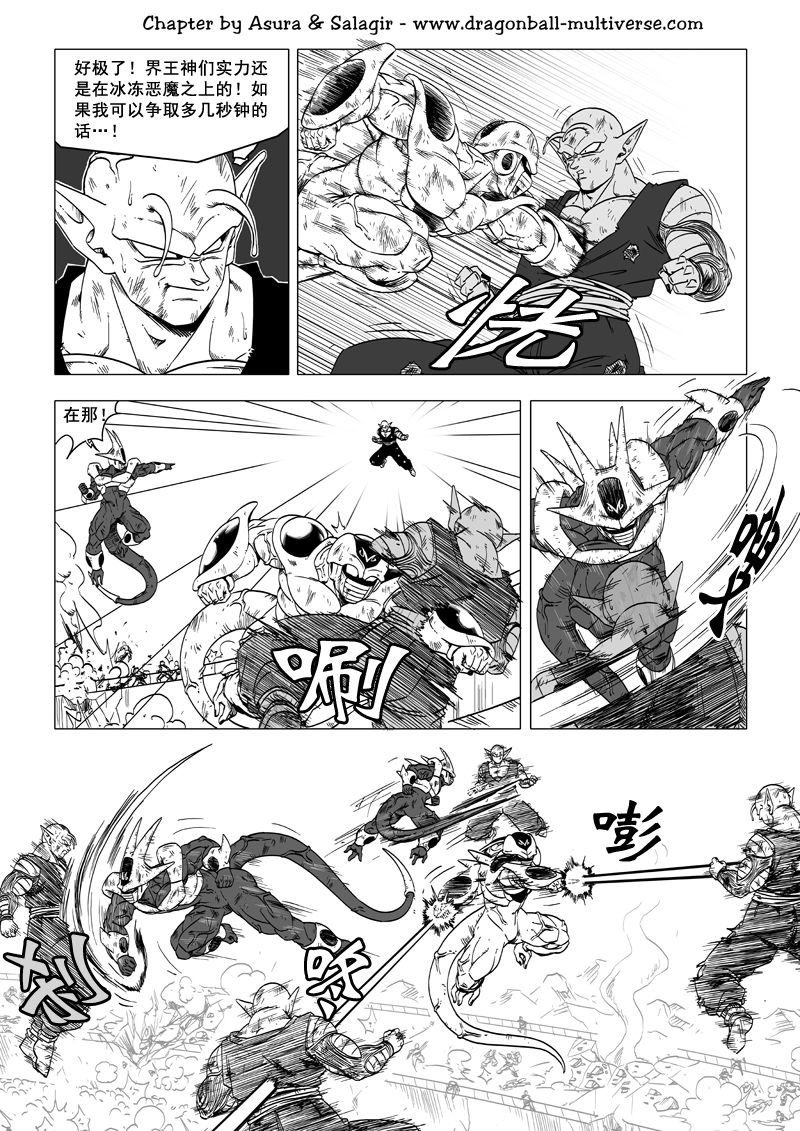 Chapter by Asura & Salagir - www.dragonball-multiverse.com
好极了！界王神们实力还
是在冰冻恶魔之上的！如
果我可以争取多几秒钟的
话…！
咣
在那！
唰
嘭